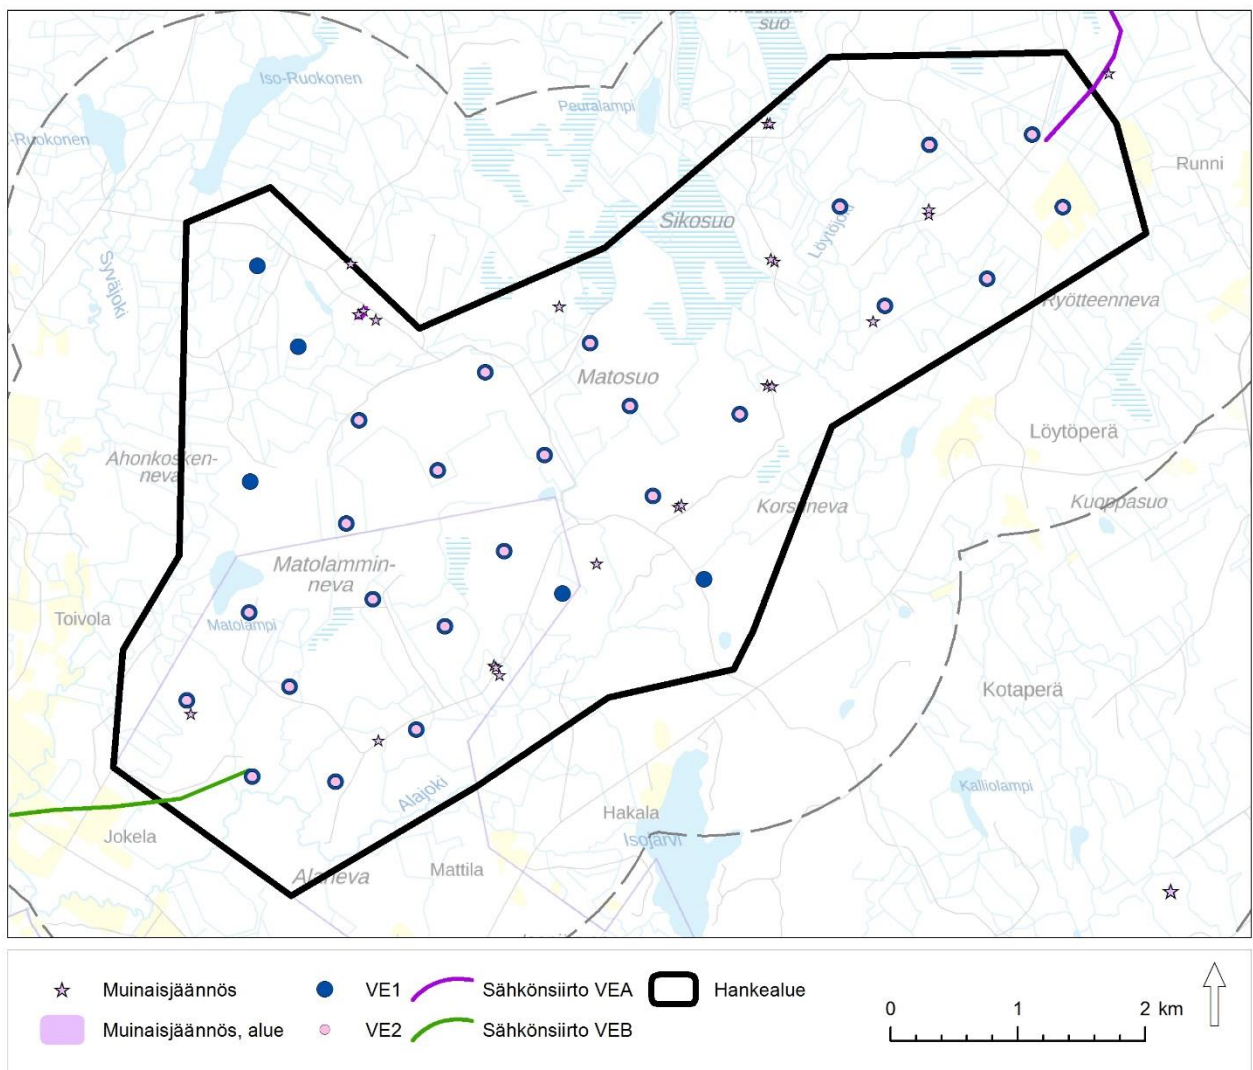 suo
Iso-Ruokonen
Peuralampi
-Ruokonen
Runni
Sikosuo
Löytöjoki
Syväjoki
Ryötteenneva
Matosuo
Löytöperä
Ahonkosken-
neva
Kuoppasuo
Matolammin-
neva
Toivola
Matolampi
Kotaperä
Alajoki
Kalliolampi
Hakala
Isojärvi
Jokela
Mattila
Alaneva
Muinaisjäännös
VE1
Sähkönsiirto VEA
Hankealue
Muinaisjäännös, alue
VE2
Sähkönsiirto VEB
0 1 2 km